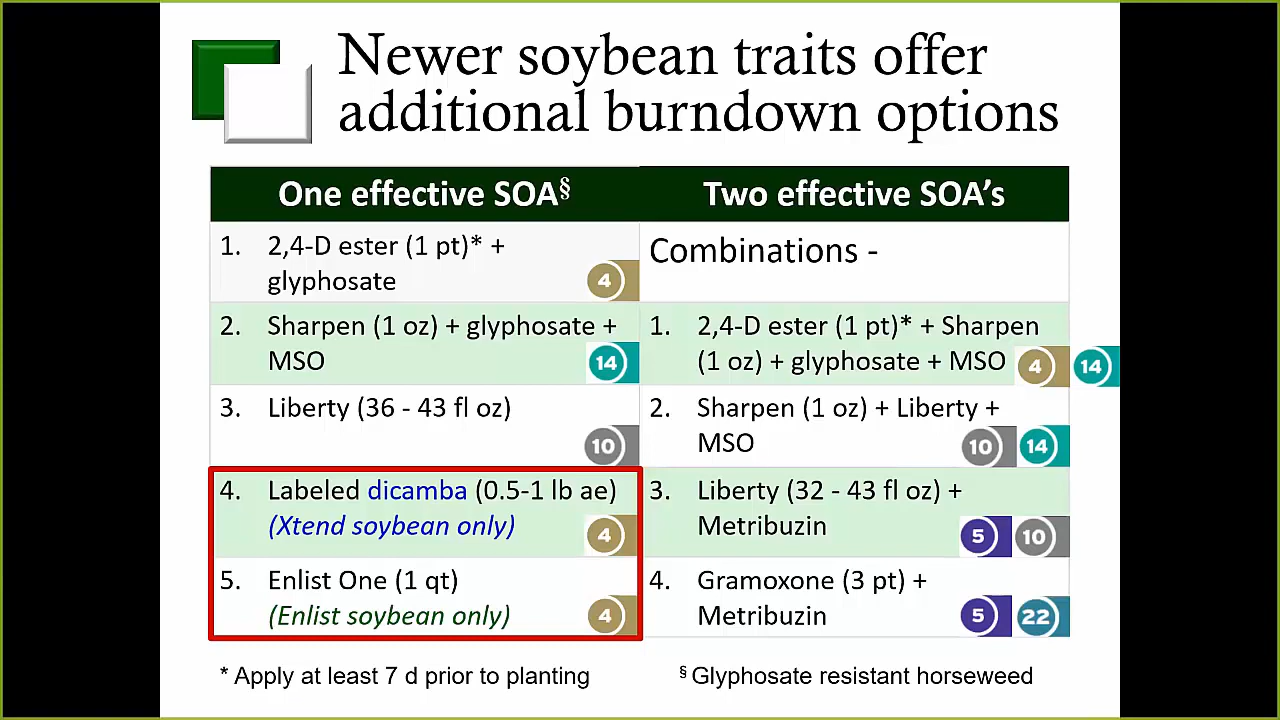 Newer soybean traits offer
additional burndown options
One effective SOA§
Two effective SOA's
1. 2,4-D ester (1 pt)* +
glyphosate
4
Combinations -
2. Sharpen (1 oz) + glyphosate +
MSO
14
1. 2,4-D ester (1 pt)* + Sharpen
(1 oz) + glyphosate + MSO
4 14
3. Liberty (36 - 43 fl oz)
10
2. Sharpen (1 oz) + Liberty +
MSO
10 14
4. Labeled dicamba (0.5-1 lb ae)
(Xtend soybean only)
4
3. Liberty (32 - 43 fl oz) +
Metribuzin
5 10
5. Enlist One (1 qt)
(Enlist soybean only)
4
4. Gramoxone (3 pt) +
Metribuzin
5 22
* Apply at least 7 d prior to planting
§ Glyphosate resistant horseweed